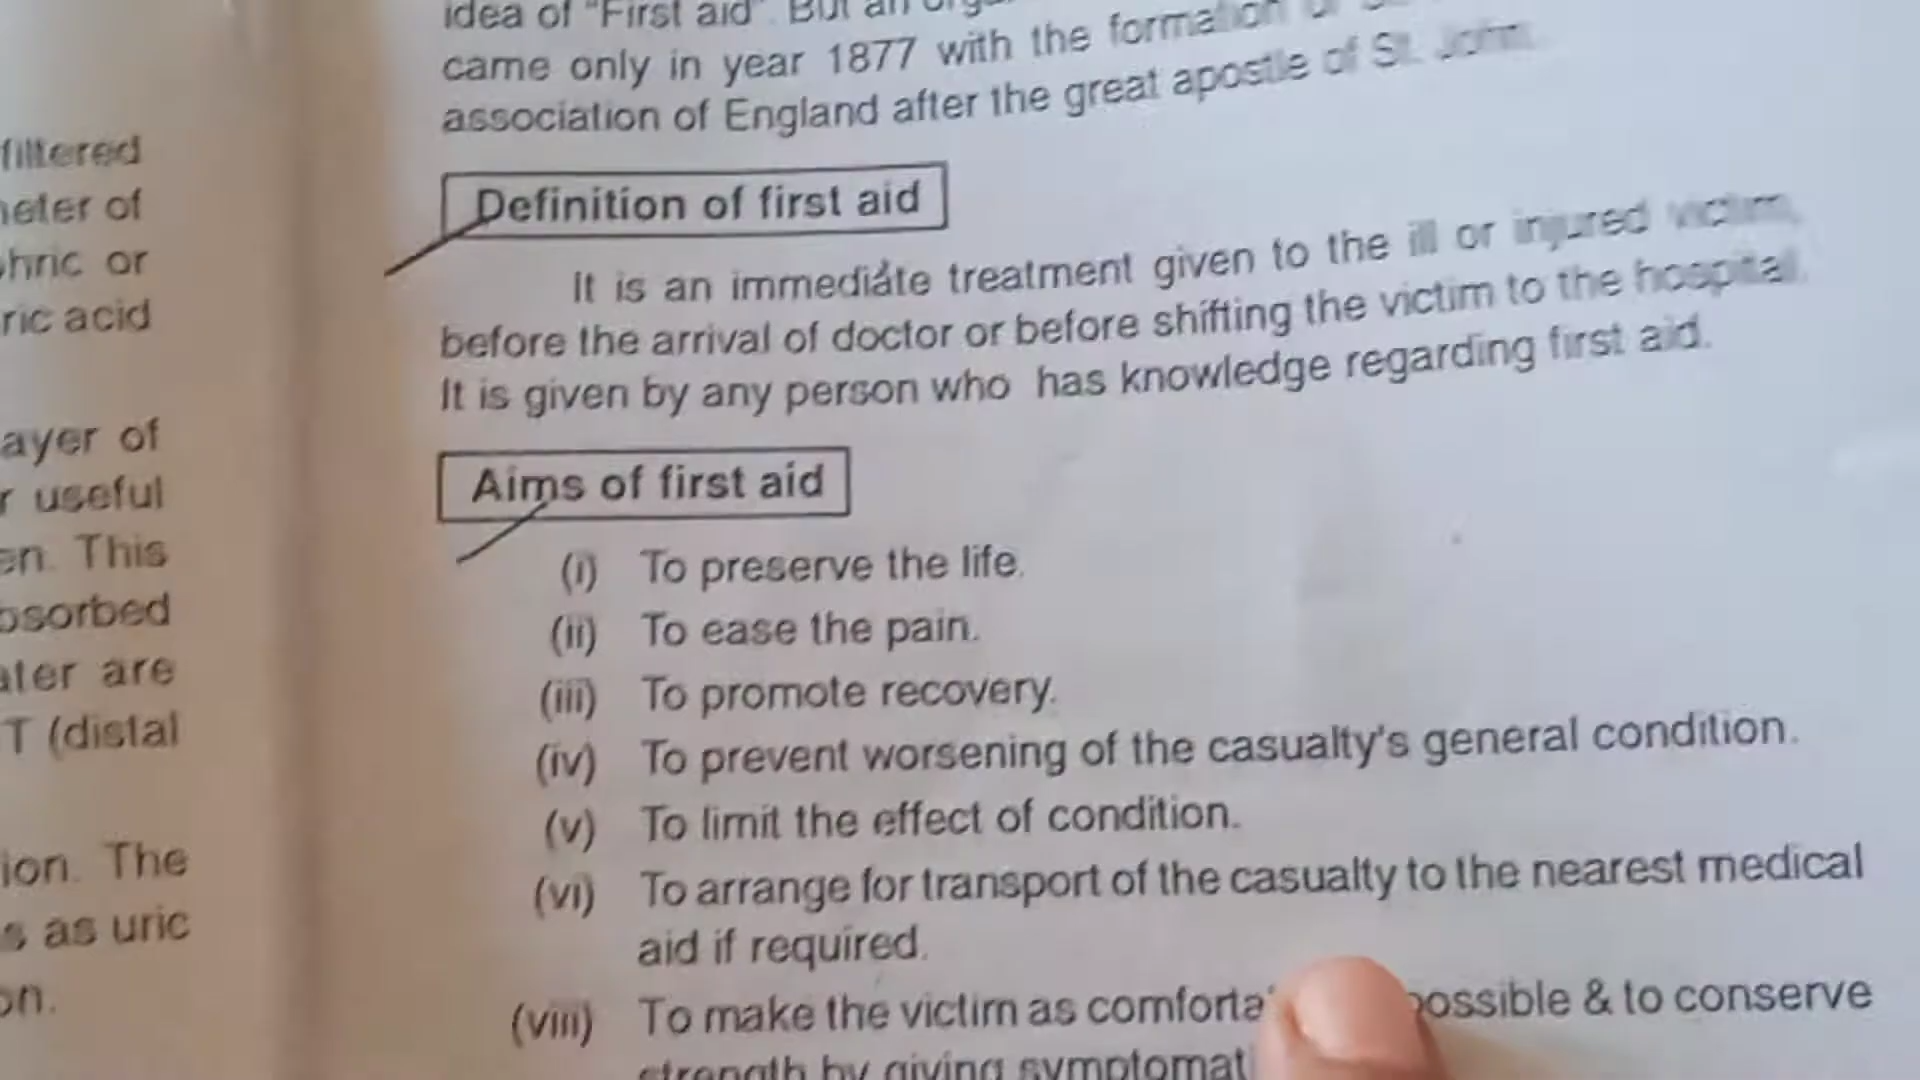 filtered
eter of
hric or
ric acid
ayer of
r useful
en. This
bsorbed
ater are
T (distal
ion. The
s as uric
on.
idea of "First aid". But an
came only in year 1877 with the formation of
association of England after the great apostle of St. John.
Definition of first aid
It is an immediate treatment given to the ill or injured victim,
before the arrival of doctor or before shifting the victim to the hospital.
It is given by any person who has knowledge regarding first aid.
Aims of first aid
(i) To preserve the life.
(ii) To ease the pain.
(iii) To promote recovery.
(iv) To prevent worsening of the casualty's general condition.
(v) To limit the effect of condition.
(vi) To arrange for transport of the casualty to the nearest medical
aid if required.
(viii) To make the victim as comforta possible & to conserve
strength by giving symptomat